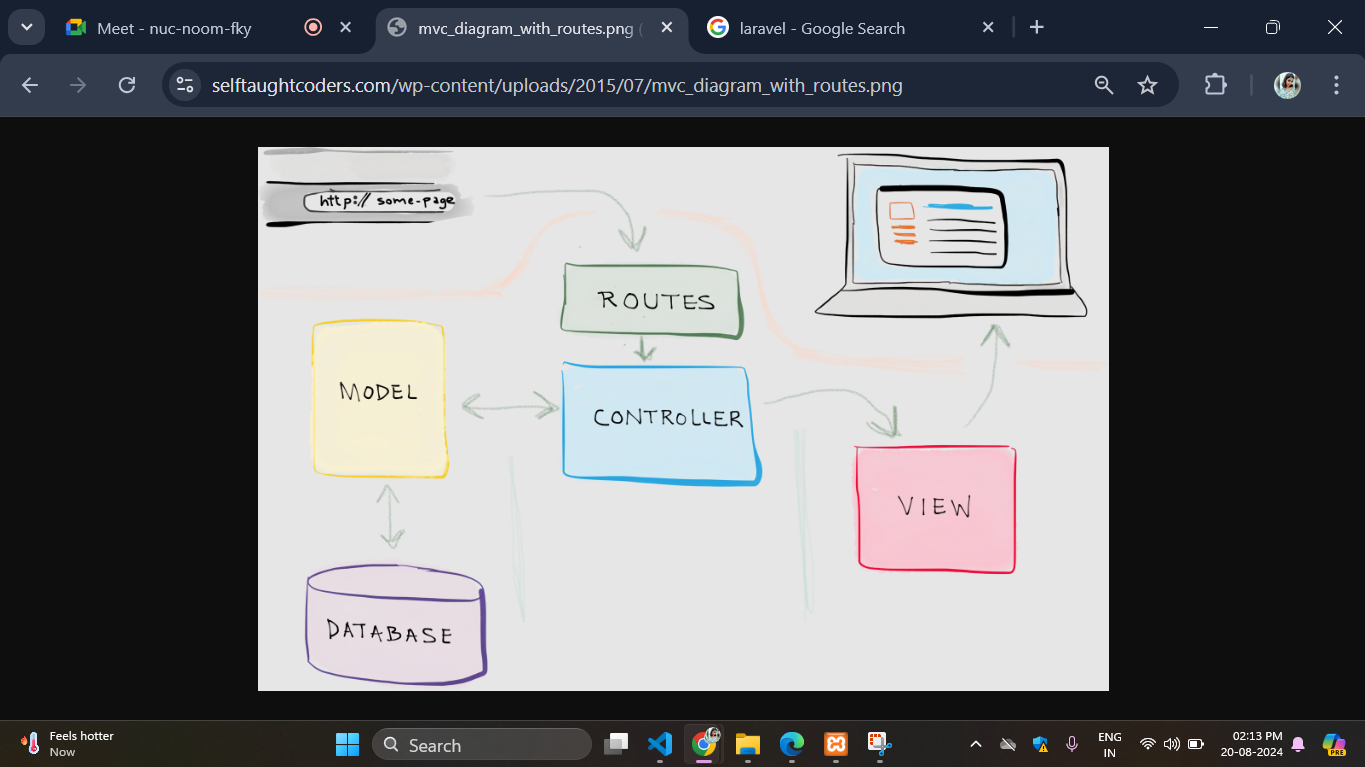 Meet - nuc-noom-fky
mvc_diagram_with_routes.png (
laravel - Google Search
selftaughtcoders.com/wp-content/uploads/2015/07/mvc_diagram_with_routes.png
http:// some-page
ROUTES
MODEL
CONTROLLER
VIEW
DATABASE
Feels hotter
Now
Search
ENG
IN
02:13 PM
20-08-2024
PRE